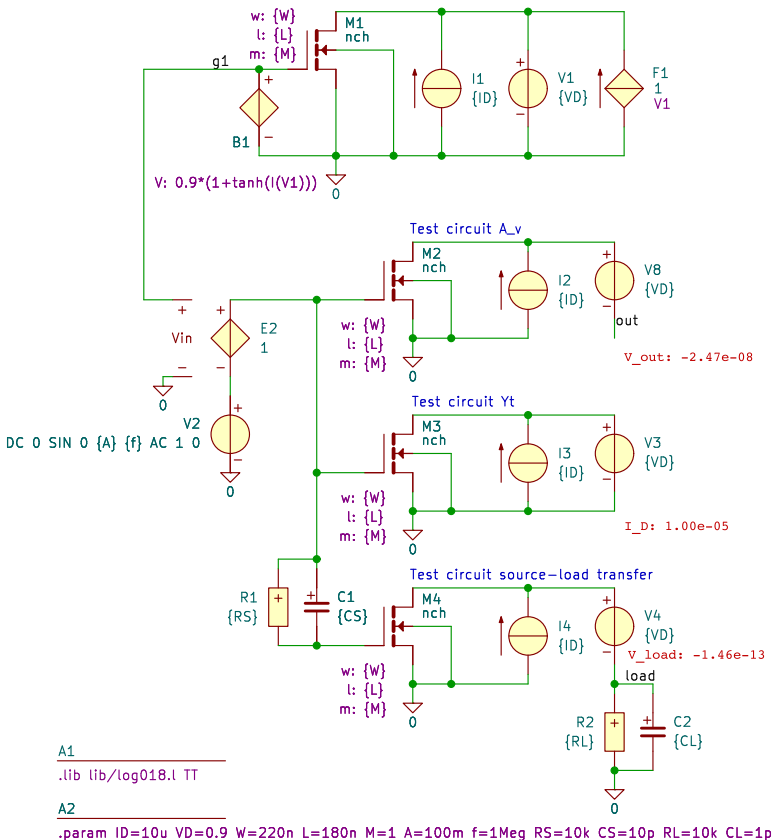 w: {W}
l: {L}
m: {M}
M1
nch
g1
B1
V: 0.9*(1+tanh(I(V1)))
0
I1
{ID}
V1
{VD}
F1
1
V1
Test circuit A_v
M2
nch
w: {W}
l: {L}
m: {M}
0
I2
{ID}
V8
{VD}
out
V_out: -2.47e-08
Vin
0
E2
1
V2
DC 0 SIN 0 {A} {f} AC 1 0
0
Test circuit Yt
M3
nch
w: {W}
l: {L}
m: {M}
0
I3
{ID}
V3
{VD}
I_D: 1.00e-05
R1
{RS}
C1
{CS}
Test circuit source-load transfer
M4
nch
w: {W}
l: {L}
m: {M}
0
I4
{ID}
V4
{VD}
V_load: -1.46e-13
load
R2
{RL}
C2
{CL}
0
A1
.lib lib/log018.l TT
A2
.param ID=10u VD=0.9 W=220n L=180n M=1 A=100m f=1Meg RS=10k CS=10p RL=10k CL=1p